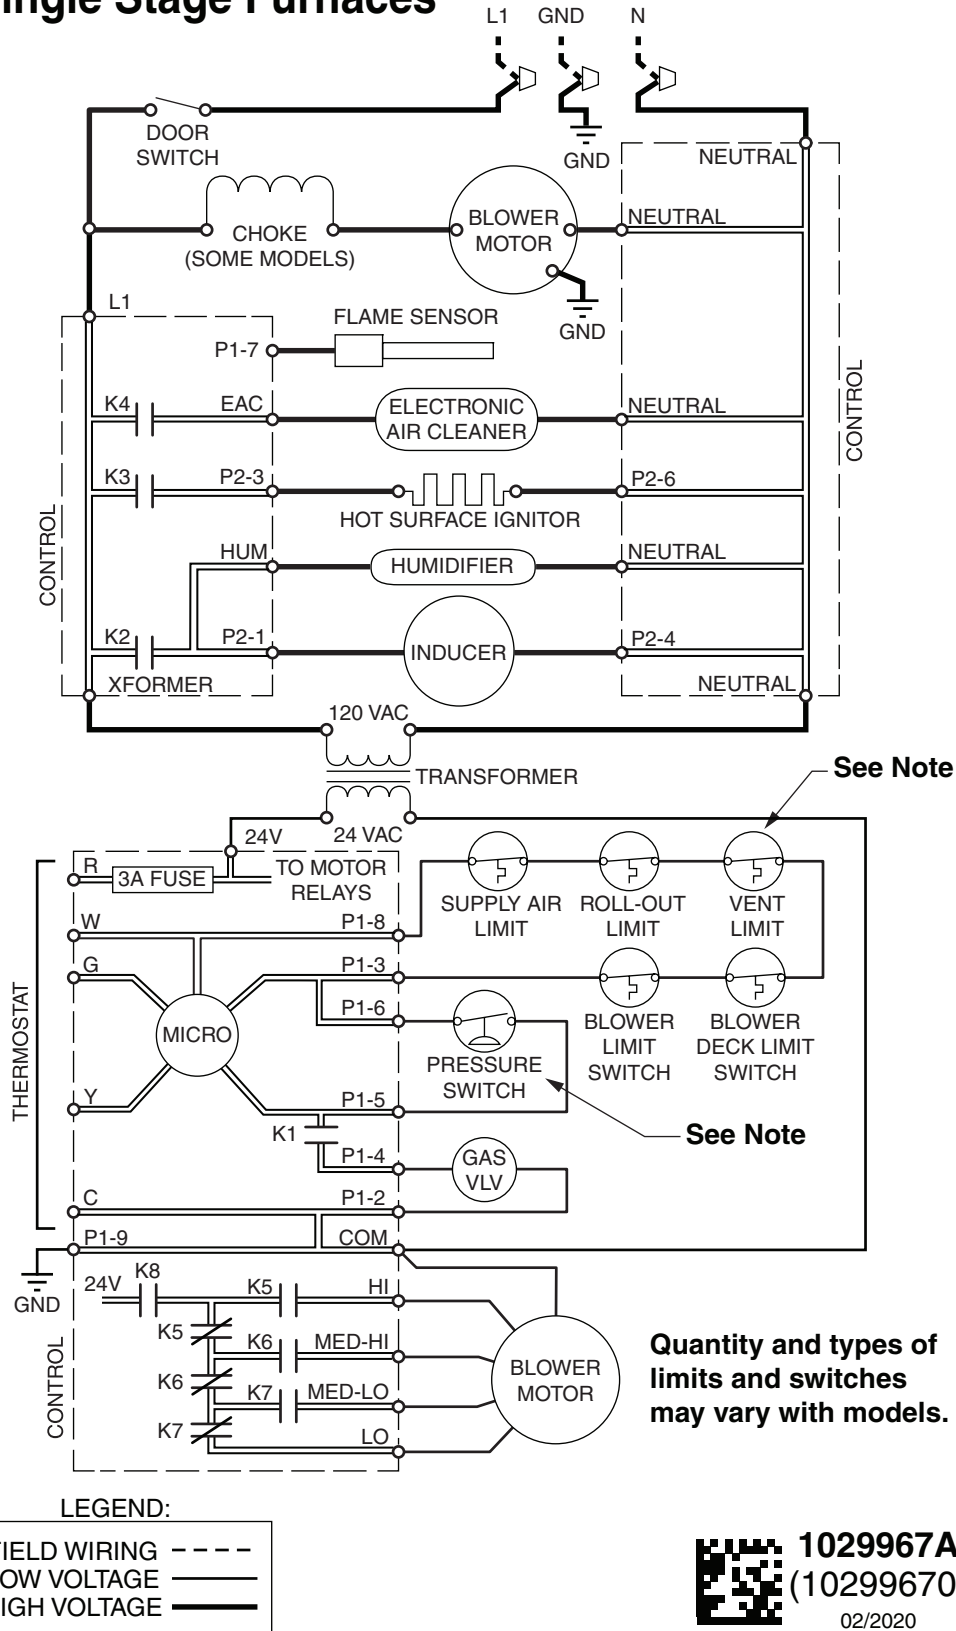 Single Stage Furnaces
L1 GND N
DOOR
SWITCH
GND
NEUTRAL
CHOKE
(SOME MODELS)
BLOWER
MOTOR
NEUTRAL
GND
L1
FLAME SENSOR
P1-7
CONTROL
K4 EAC
ELECTRONIC
AIR CLEANER
NEUTRAL
K3 P2-3
HOT SURFACE IGNITOR
P2-6
CONTROL
HUM
HUMIDIFIER
NEUTRAL
K2 P2-1
INDUCER
P2-4
XFORMER
NEUTRAL
120 VAC
TRANSFORMER
See Note
24V
24 VAC
R
3A FUSE
TO MOTOR
RELAYS
SUPPLY AIR
LIMIT
ROLL-OUT
LIMIT
VENT
LIMIT
W P1-8
G P1-3
P1-6
THERMOSTAT
MICRO
PRESSURE
SWITCH
BLOWER
LIMIT
SWITCH
BLOWER
DECK LIMIT
SWITCH
Y P1-5
K1
See Note
P1-4
GAS
VLV
C P1-2
P1-9 COM
GND
24V K8 K5 HI
K5
K6 MED-HI
K6
K7 MED-LO
K7
LO
CONTROL
BLOWER
MOTOR
Quantity and types of
limits and switches
may vary with models.
LEGEND:
FIELD WIRING
LOW VOLTAGE
HIGH VOLTAGE
1029967A
(10299670
02/2020